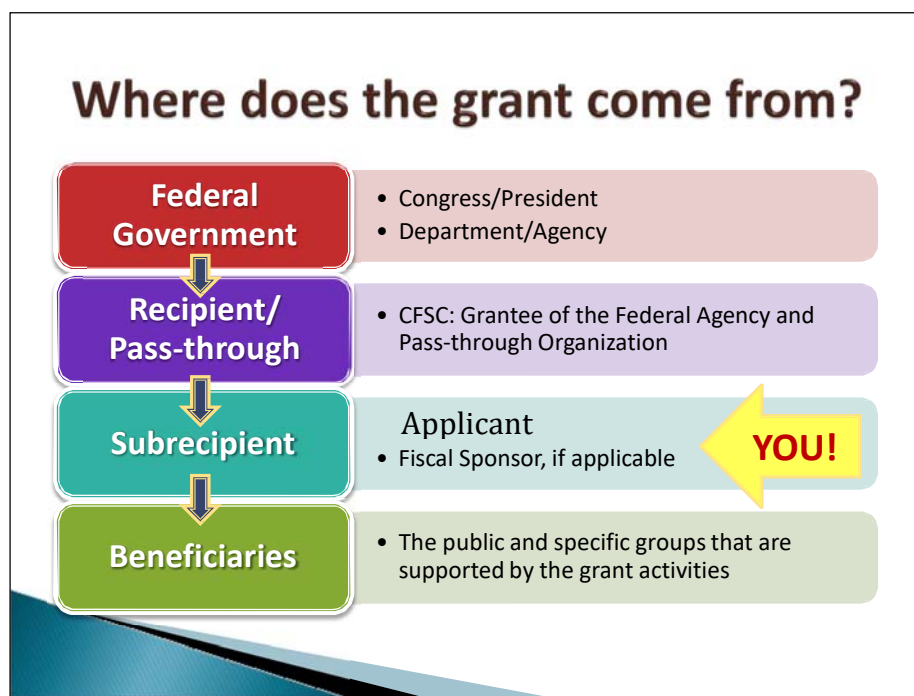 Where does the grant come from?
Federal
Government
• Congress/President
• Department/Agency
Recipient/
Pass-through
• CFSC: Grantee of the Federal Agency and
Pass-through Organization
Subrecipient
Applicant
• Fiscal Sponsor, if applicable
YOU!
Beneficiaries
• The public and specific groups that are
supported by the grant activities